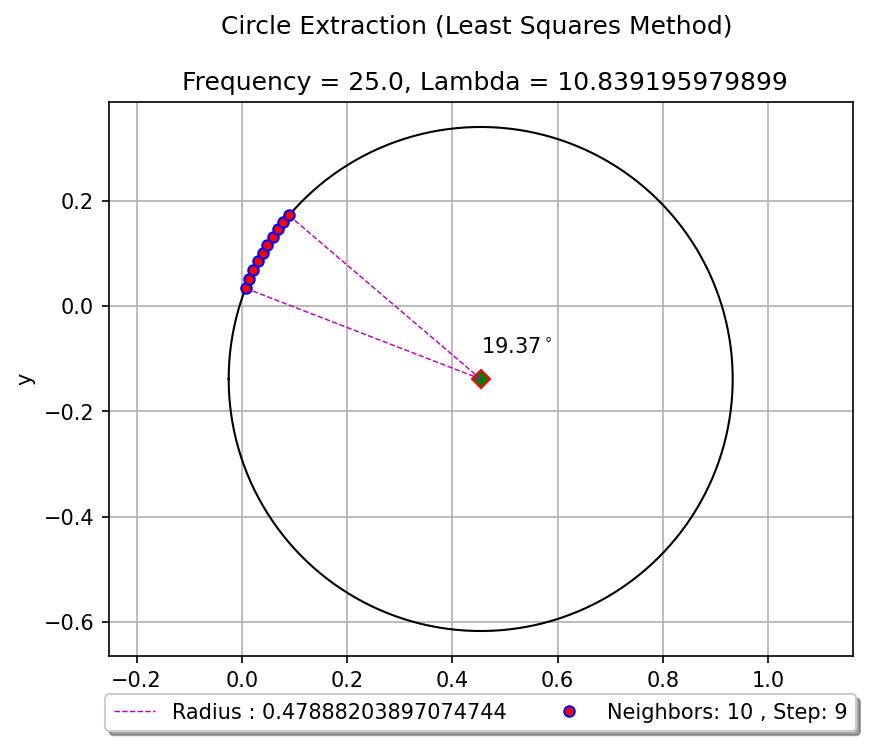 Circle Extraction (Least Squares Method)
Frequency = 25.0, Lambda = 10.839195979899
0.2
0.0
−0.2
−0.4
−0.6
y
19.37°
−0.2 0.0 0.2 0.4 0.6 0.8 1.0
Radius : 0.47888203897074744 Neighbors: 10 , Step: 9